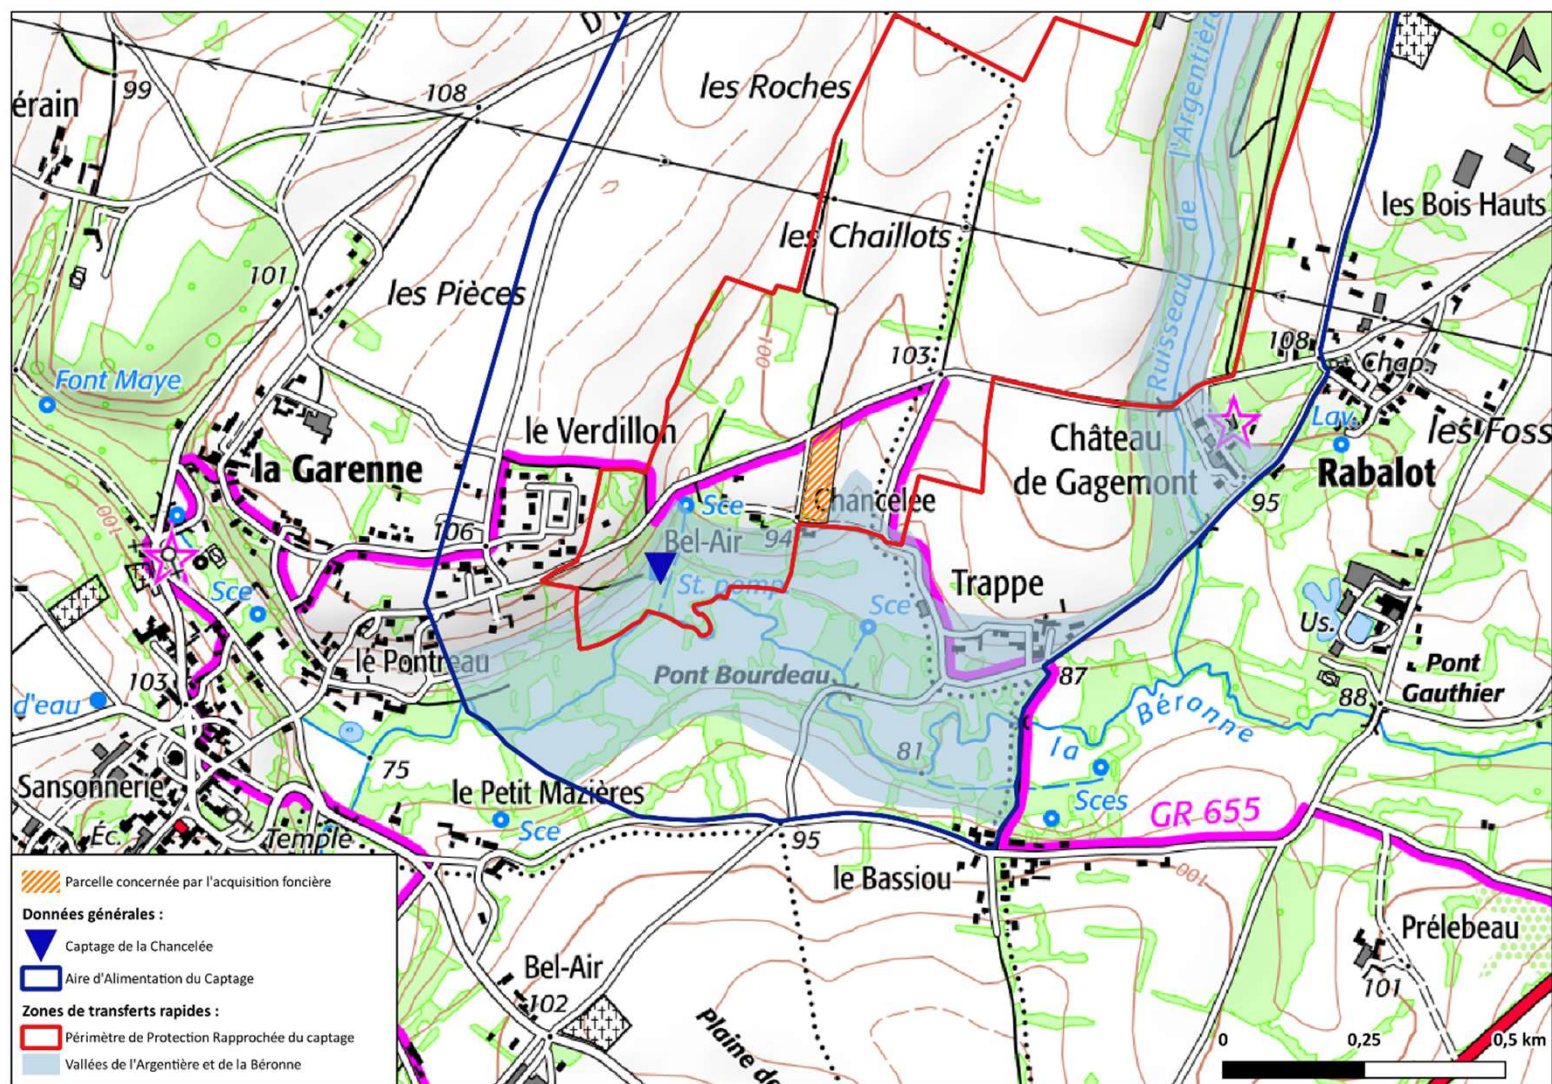 les Roches
108
99
érain
Ruisseau de l'Argentière
les Bois Hauts
les Chaillots
101
les Pièces
100
103
108
Chap.
Font Maye
Lav.
les Foss
le Verdillon
Château
de Gagemont
Rabalot
la Garenne
100
Sce
Chancelée
95
106
Bel-Air
94
St. pomp
Trappe
Sce
Sce
Us.
le Pontreau
Pont Bourdeau
87
Pont
Gauthier
88
103
d'eau
la Béronne
81
75
Sansonnerie
le Petit Mazières
Sces
GR 655
Éc.
Temple
Sce
95
le Bassiou
100
Prélebeau
Bel-Air
102
101
Plaine de
0 0,25 0,5 km
Parcelle concernée par l'acquisition foncière
Données générales :
Captage de la Chancelée
Aire d'Alimentation du Captage
Zones de transferts rapides :
Périmètre de Protection Rapprochée du captage
Vallées de l'Argentière et de la Béronne